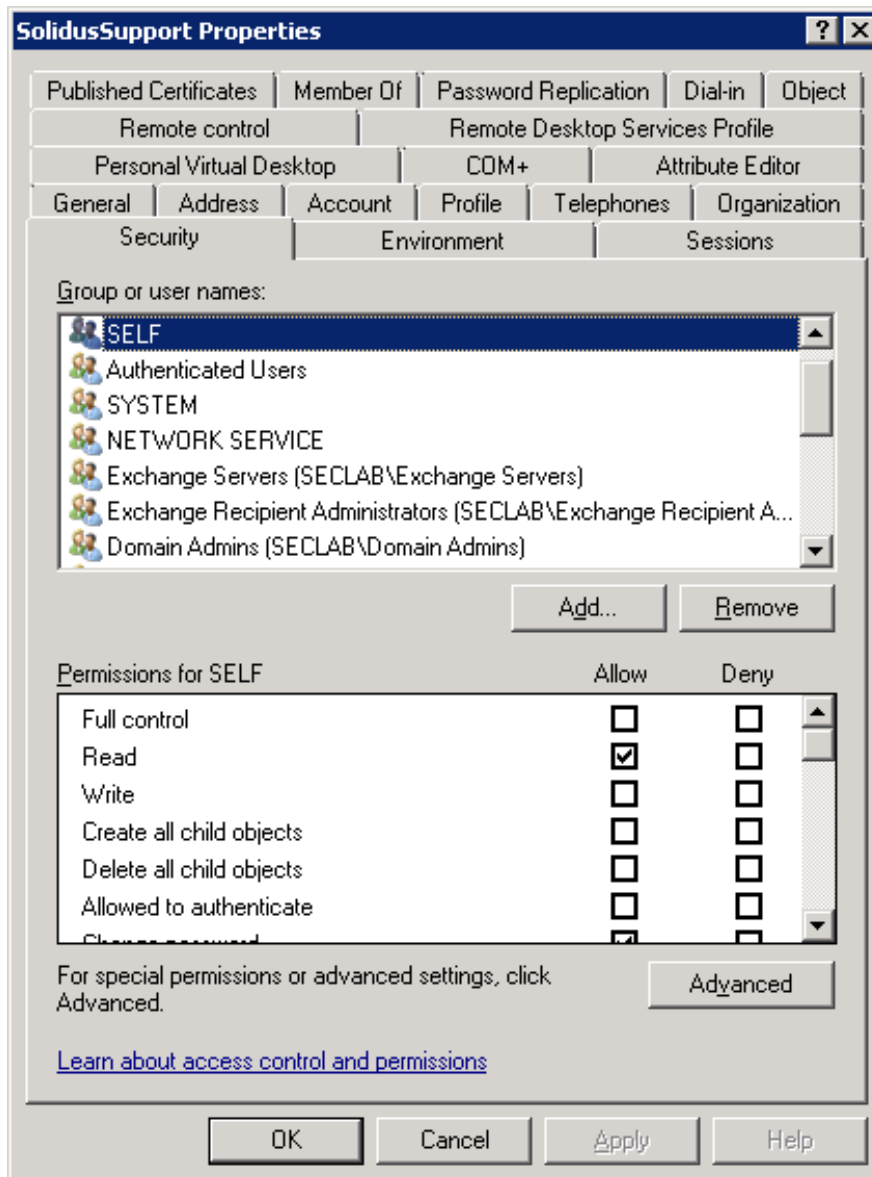 SolidusSupport Properties
Published Certificates Member Of Password Replication Dial-in Object
Remote control Remote Desktop Services Profile
Personal Virtual Desktop COM+ Attribute Editor
General Address Account Profile Telephones Organization
Security Environment Sessions
Group or user names:
SELF
Authenticated Users
SYSTEM
NETWORK SERVICE
Exchange Servers (SECLAB\Exchange Servers)
Exchange Recipient Administrators (SECLAB\Exchange Recipient A...
Domain Admins (SECLAB\Domain Admins)
Add... Remove
Permissions for SELF Allow Deny
Full control
Read
Write
Create all child objects
Delete all child objects
Allowed to authenticate
Change password
For special permissions or advanced settings, click
Advanced.
Advanced
Learn about access control and permissions
OK Cancel Apply Help